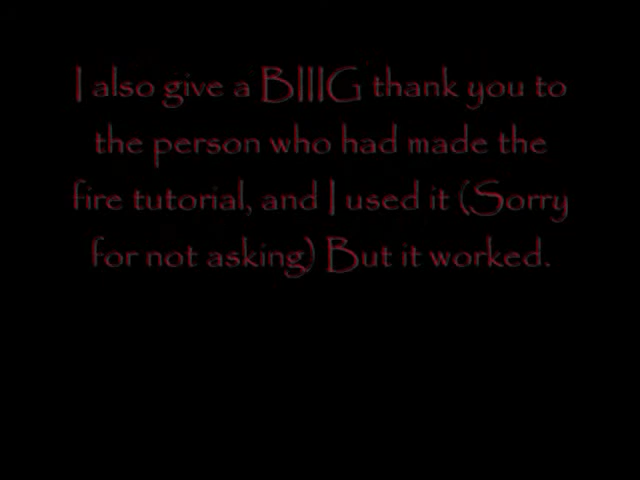 I also give a BIIIG thank you to
the person who had made the
fire tutorial, and I used it (Sorry
for not asking) But it worked.